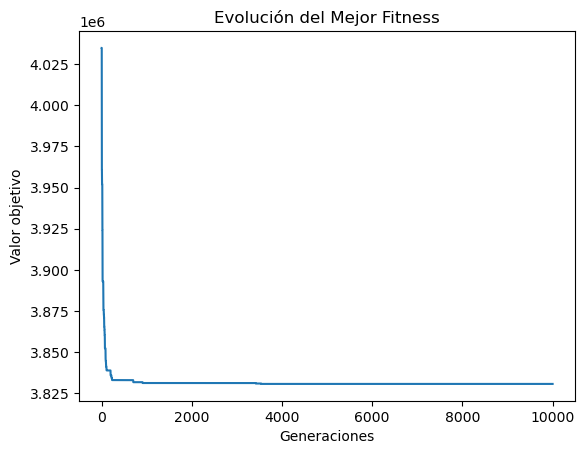 Evolución del Mejor Fitness
1e6
4.025
4.000
3.975
3.950
3.925
3.900
3.875
3.850
3.825
Valor objetivo
0 2000 4000 6000 8000 10000
Generaciones